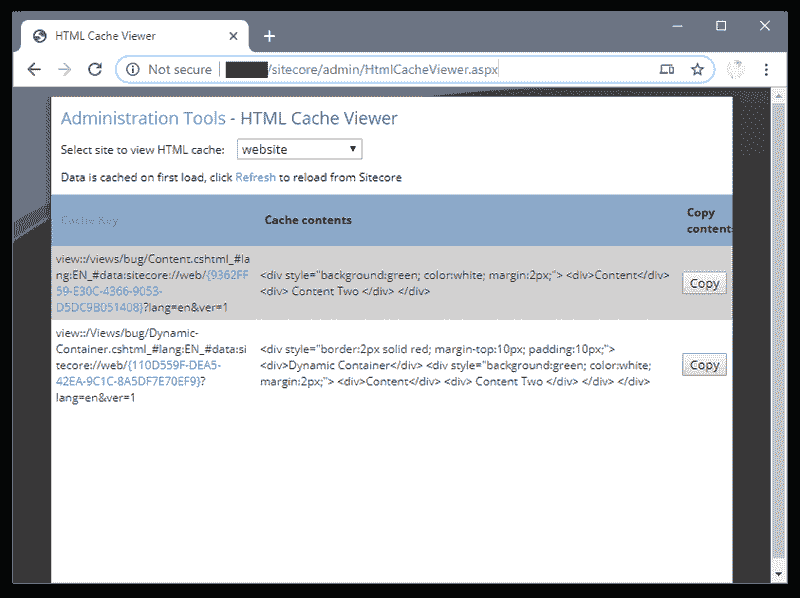 HTML Cache Viewer
Not secure
/sitecore/admin/HtmlCacheViewer.aspx
Administration Tools - HTML Cache Viewer
Select site to view HTML cache:
website
Data is cached on first load, click Refresh to reload from Sitecore
Cache Key
Cache contents
Copy
contents
view::/views/bug/Content.cshtml_#la
ng:EN_#data:sitecore://web/{9362FF
59-E30C-4366-9053-
D5DC9B051408}?lang=en&ver=1
<div style="background:green; color:white; margin:2px;"> <div>Content</div>
<div> Content Two </div> </div>
Copy
view::/Views/bug/Dynamic-
Container.cshtml_#lang:EN_#data:si
tecore://web/{110D559F-DEA5-
42EA-9C1C-8A5DF7E70EF9}?
lang=en&ver=1
<div style="border:2px solid red; margin-top:10px; padding:10px;">
<div>Dynamic Container</div> <div style="background:green; color:white;
margin:2px;"> <div>Content</div> <div> Content Two </div> </div> </div>
Copy